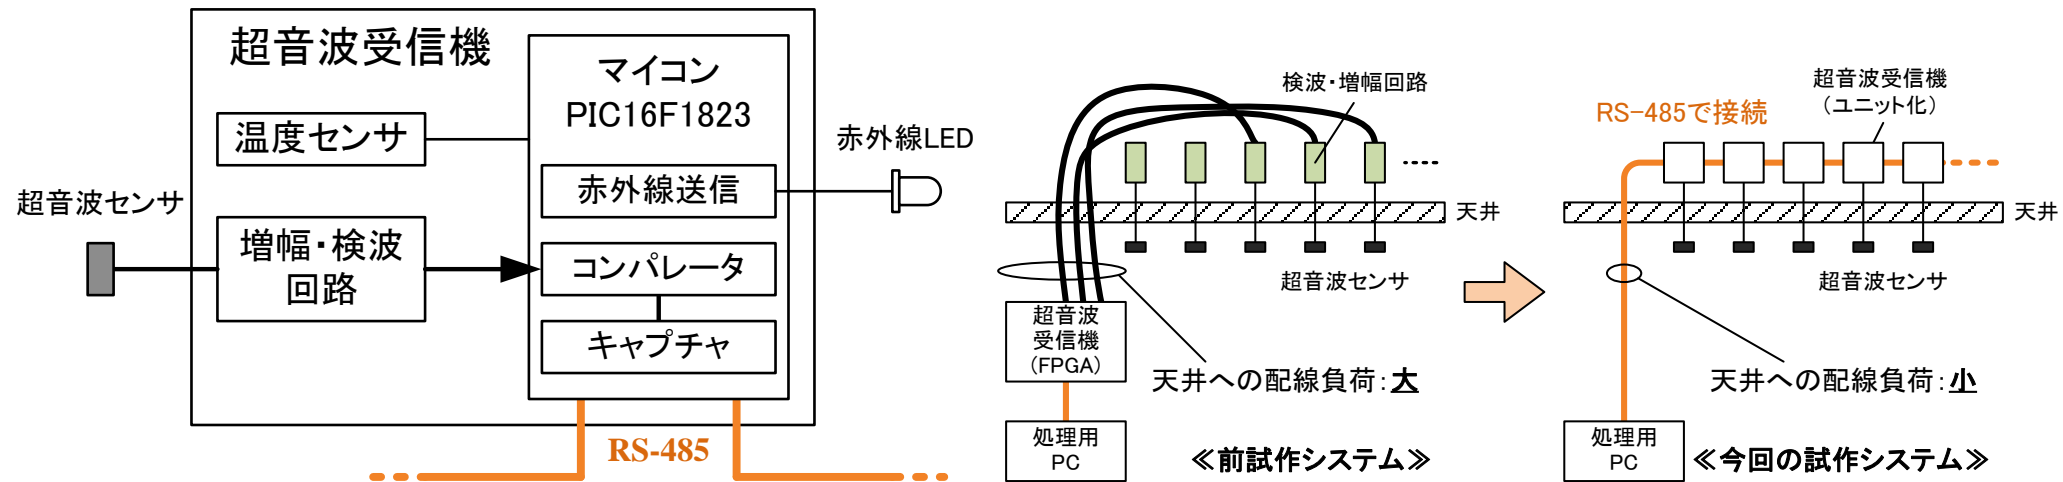 超音波受信機
マイコン
PIC16F1823
温度センサ
赤外線送信
赤外線LED
超音波センサ
増幅・検波
回路
コンパレータ
キャプチャ
RS-485
検波・増幅回路
天井
超音波センサ
超音波
受信機
(FPGA)
天井への配線負荷：大
処理用
PC
≪前試作システム≫
超音波受信機
（ユニット化）
RS-485で接続
天井
超音波センサ
天井への配線負荷：小
処理用
PC
≪今回の試作システム≫